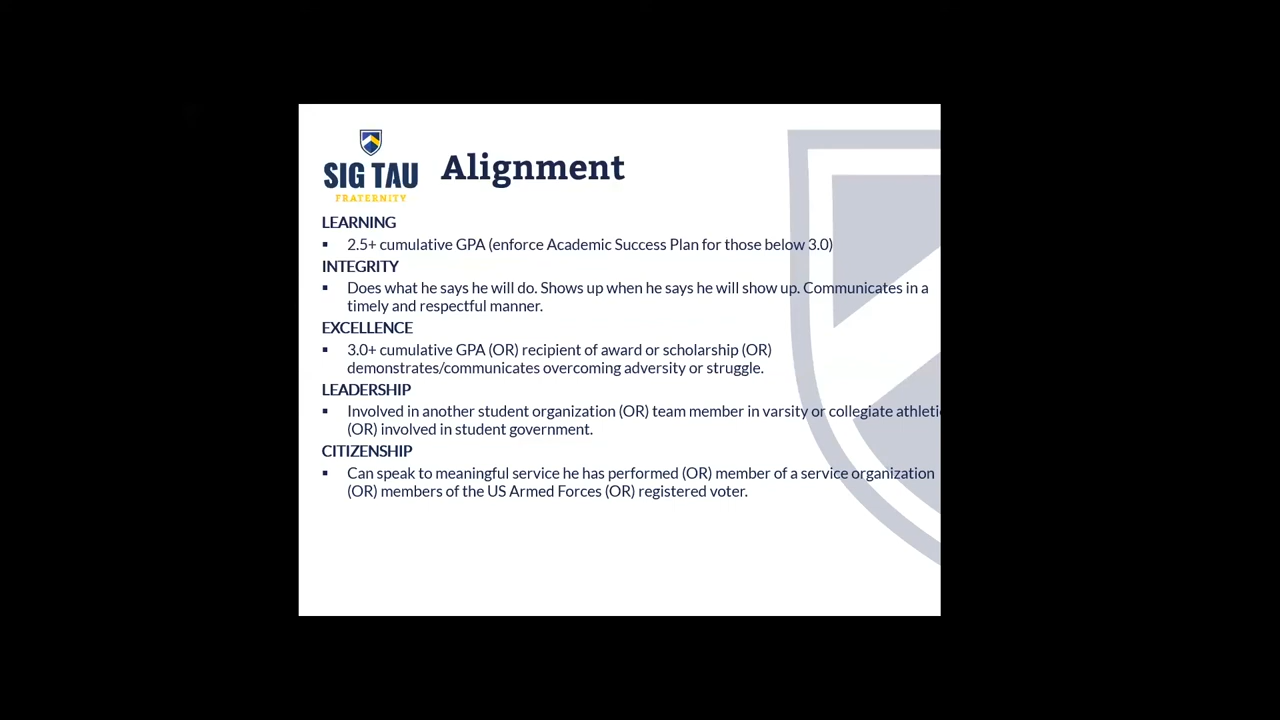 SIG TAU
FRATERNITY
Alignment
LEARNING
▪ 2.5+ cumulative GPA (enforce Academic Success Plan for those below 3.0)
INTEGRITY
▪ Does what he says he will do. Shows up when he says he will show up. Communicates in a
timely and respectful manner.
EXCELLENCE
▪ 3.0+ cumulative GPA (OR) recipient of award or scholarship (OR)
demonstrates/communicates overcoming adversity or struggle.
LEADERSHIP
▪ Involved in another student organization (OR) team member in varsity or collegiate athleti
(OR) involved in student government.
CITIZENSHIP
▪ Can speak to meaningful service he has performed (OR) member of a service organization
(OR) members of the US Armed Forces (OR) registered voter.